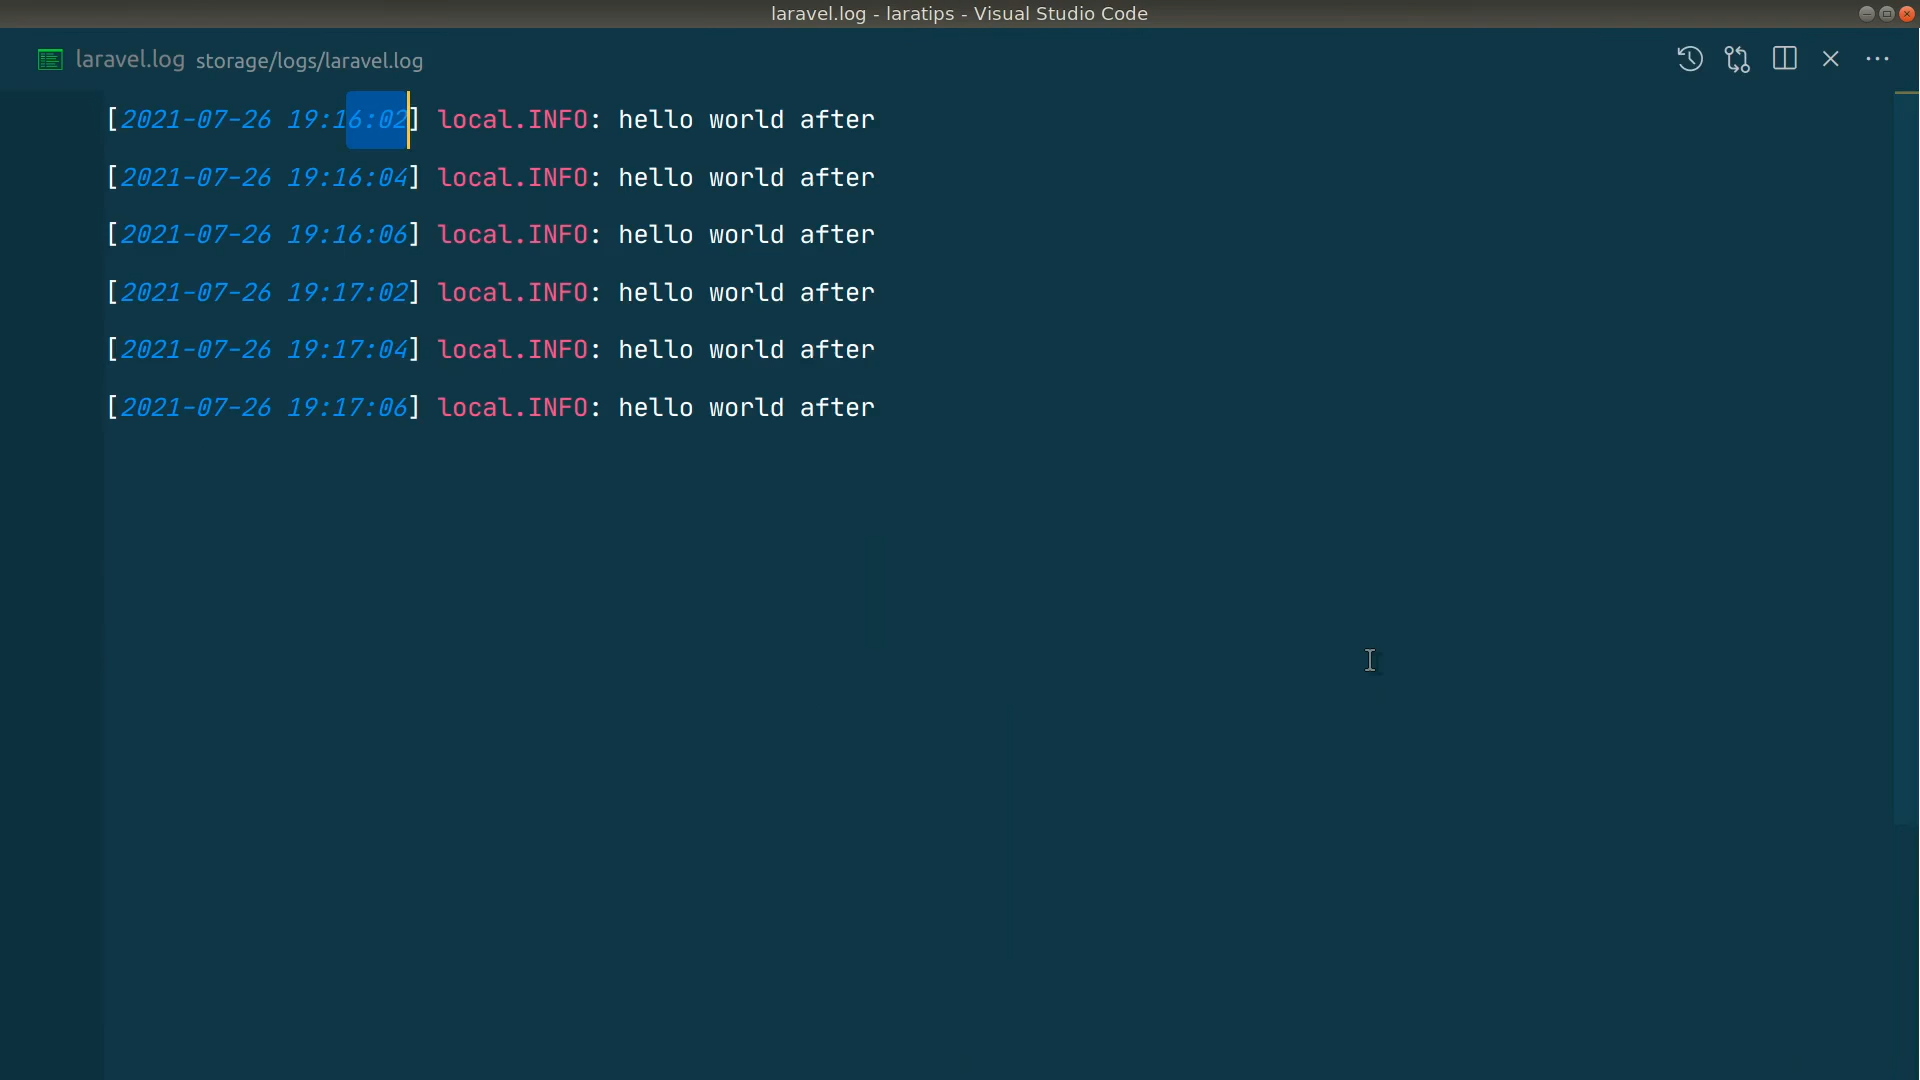 laravel.log - laratips - Visual Studio Code
laravel.log storage/logs/laravel.log
[2021-07-26 19:16:02] local.INFO: hello world after
[2021-07-26 19:16:04] local.INFO: hello world after
[2021-07-26 19:16:06] local.INFO: hello world after
[2021-07-26 19:17:02] local.INFO: hello world after
[2021-07-26 19:17:04] local.INFO: hello world after
[2021-07-26 19:17:06] local.INFO: hello world after